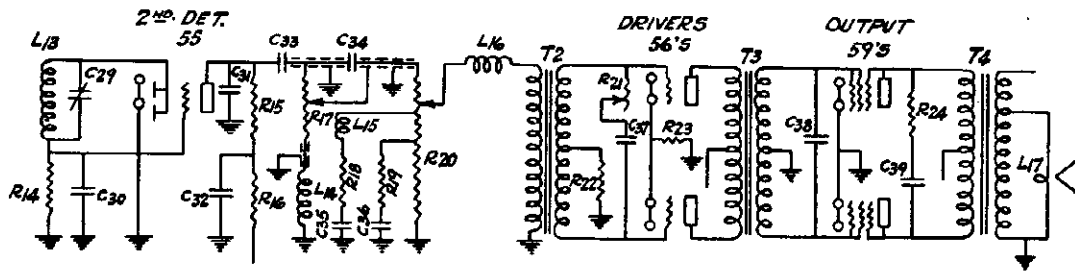 2ND. DET.
55
DRIVERS
56'S
OUTPUT
59'S
L13
C29
C31
C33
C34
L16
T2
T3
T4
R15
R17
L15
R21
C37
R23
C38
R24
R14
C30
C32
R16
L14
R18
R19
R20
C35
C36
R22
C39
L17